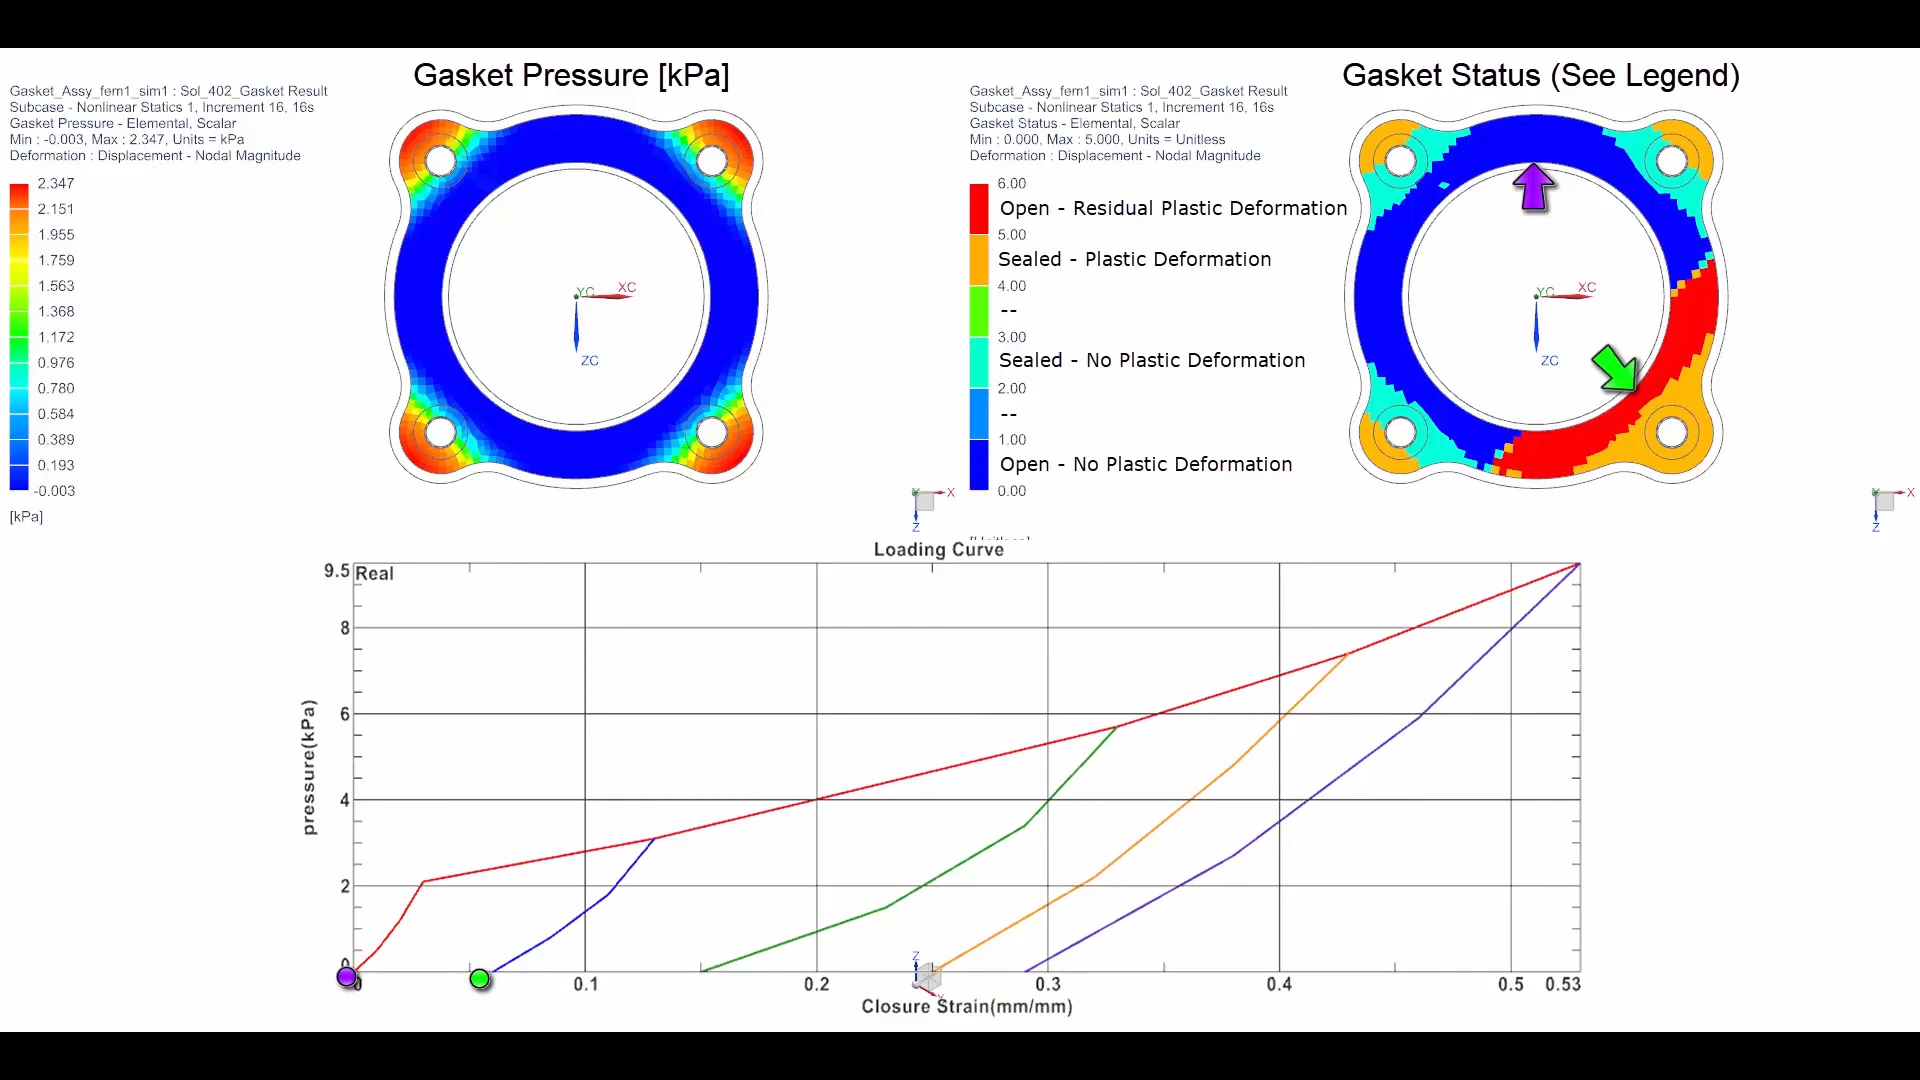 Gasket Pressure [kPa]
Gasket_Assy_fem1_sim1 : Sol_402_Gasket Result
Subcase - Nonlinear Statics 1, Increment 16, 16s
Gasket Pressure - Elemental, Scalar
Min : -0.003, Max : 2.347, Units = kPa
Deformation : Displacement - Nodal Magnitude
2.347
2.151
1.955
1.759
1.563
1.368
1.172
0.976
0.780
0.584
0.389
0.193
-0.003
[kPa]
YC
XC
ZC
X
Z
Gasket Status (See Legend)
Gasket_Assy_fem1_sim1 : Sol_402_Gasket Result
Subcase - Nonlinear Statics 1, Increment 16, 16s
Gasket Status - Elemental, Scalar
Min : 0.000, Max : 5.000, Units = Unitless
Deformation : Displacement - Nodal Magnitude
6.00
Open - Residual Plastic Deformation
5.00
Sealed - Plastic Deformation
4.00
--
3.00
Sealed - No Plastic Deformation
2.00
--
1.00
Open - No Plastic Deformation
0.00
YC
XC
ZC
X
Z
Loading Curve
Real
9.5
8
6
4
2
0
pressure(kPa)
0
0.1
0.2
0.3
0.4
0.5
0.53
Z
Closure Strain(mm/mm)